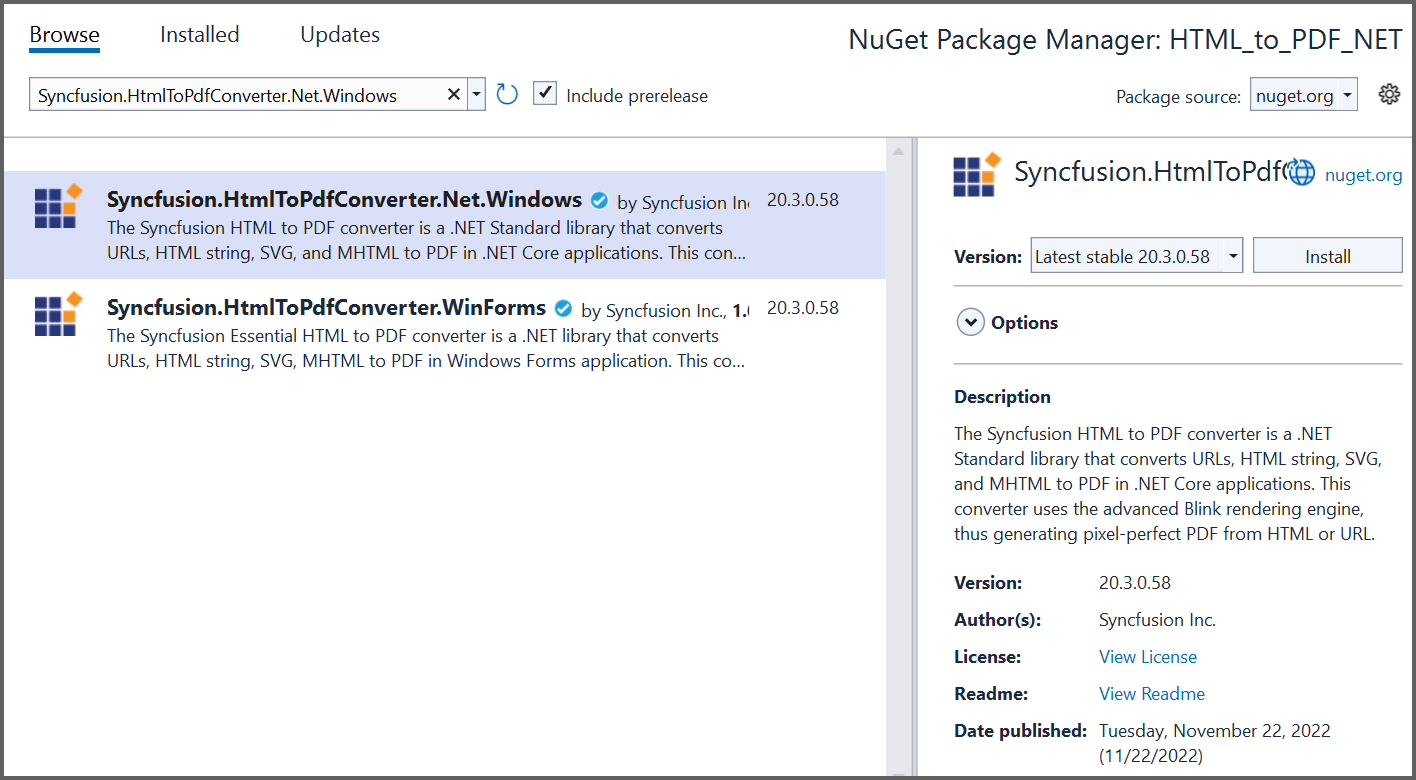 Browse Installed Updates
NuGet Package Manager: HTML_to_PDF_NET
Syncfusion.HtmlToPdfConverter.Net.Windows
Include prerelease
Package source: nuget.org
Syncfusion.HtmlToPdfConverter.Net.Windows by Syncfusion Inc 20.3.0.58
The Syncfusion HTML to PDF converter is a .NET Standard library that converts
URLs, HTML string, SVG, and MHTML to PDF in .NET Core applications. This con...
Syncfusion.HtmlToPdfConverter.WinForms by Syncfusion Inc., 1.0 20.3.0.58
The Syncfusion Essential HTML to PDF converter is a .NET library that converts
URLs, HTML string, SVG, MHTML to PDF in Windows Forms application. This co...
Syncfusion.HtmlToPdf nuget.org
Version: Latest stable 20.3.0.58 Install
Options
Description
The Syncfusion HTML to PDF converter is a .NET
Standard library that converts URLs, HTML string, SVG,
and MHTML to PDF in .NET Core applications. This
converter uses the advanced Blink rendering engine,
thus generating pixel-perfect PDF from HTML or URL.
Version: 20.3.0.58
Author(s): Syncfusion Inc.
License: View License
Readme: View Readme
Date published: Tuesday, November 22, 2022
(11/22/2022)